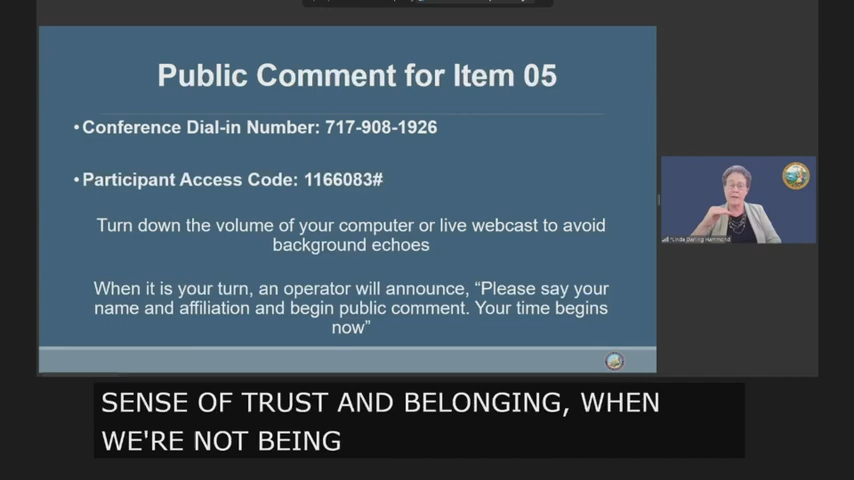 Public Comment for Item 05
• Conference Dial-in Number: 717-908-1926
• Participant Access Code: 1166083#
Turn down the volume of your computer or live webcast to avoid
background echoes
When it is your turn, an operator will announce, “Please say your
name and affiliation and begin public comment. Your time begins
now”
Linda Darling Hammond
SENSE OF TRUST AND BELONGING, WHEN
WE'RE NOT BEING